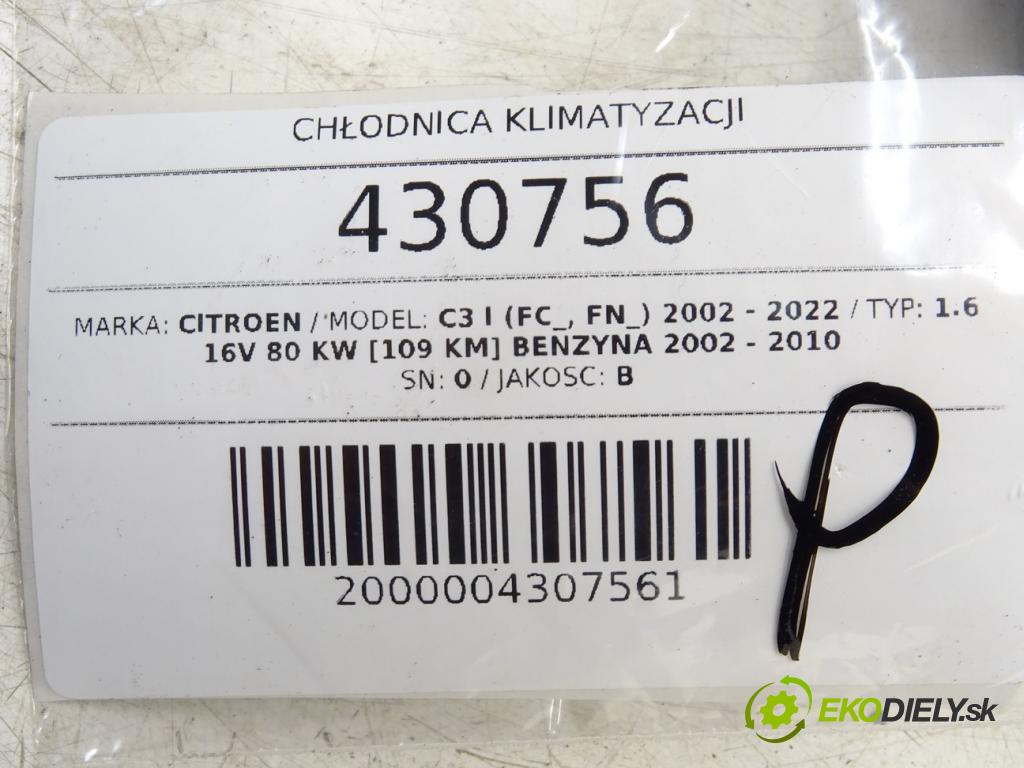 CHŁODNICA KLIMATYZACJI
430756
MARKA: CITROEN / MODEL: C3 I (FC_, FN_) 2002 - 2022 / TYP: 1.6
16V 80 KW [109 KM] BENZYNA 2002 - 2010
SN: 0 / JAKOSC: B
2000004307561
P
EKODIELY.sk